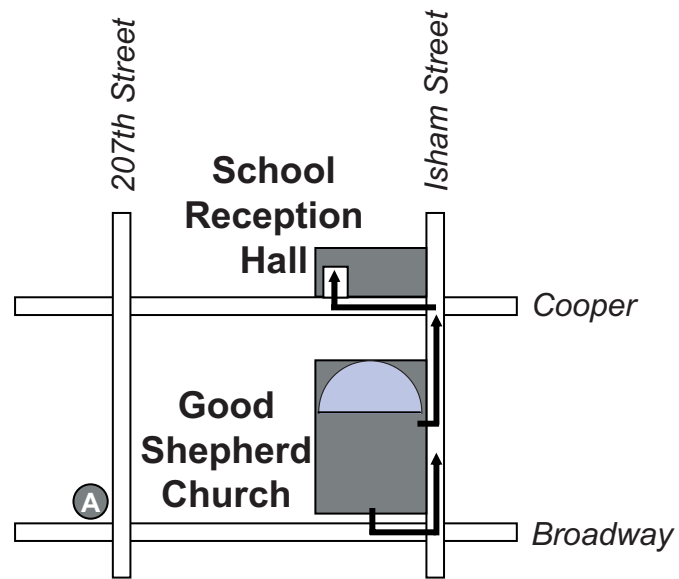 207th Street
Isham Street
School
Reception
Hall
Cooper
Good
Shepherd
Church
A
Broadway